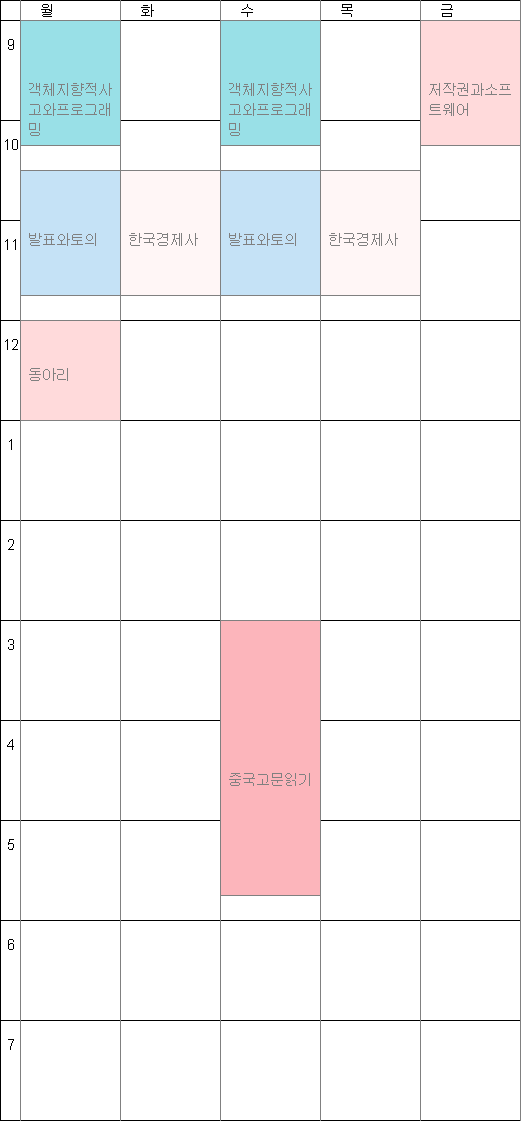 월 화 수 목 금
9
객체지향적사
고와프로그래
밍
객체지향적사
고와프로그래
밍
저작권과소프
트웨어
10
발표와토의
한국경제사
발표와토의
한국경제사
11
12
동아리
1
2
3
4
중국고문읽기
5
6
7